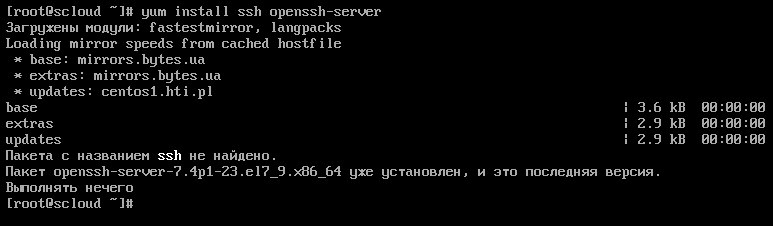 [root@scloud ~]# yum install ssh openssh-server
Загружены модули: fastestmirror, langpacks
Loading mirror speeds from cached hostfile
 * base: mirrors.bytes.ua
 * extras: mirrors.bytes.ua
 * updates: centos1.hti.pl
base | 3.6 kB 00:00:00
extras | 2.9 kB 00:00:00
updates | 2.9 kB 00:00:00
Пакета с названием ssh не найдено.
Пакет openssh-server-7.4p1-23.el7_9.x86_64 уже установлен, и это последняя версия.
Выполнять нечего
[root@scloud ~]#